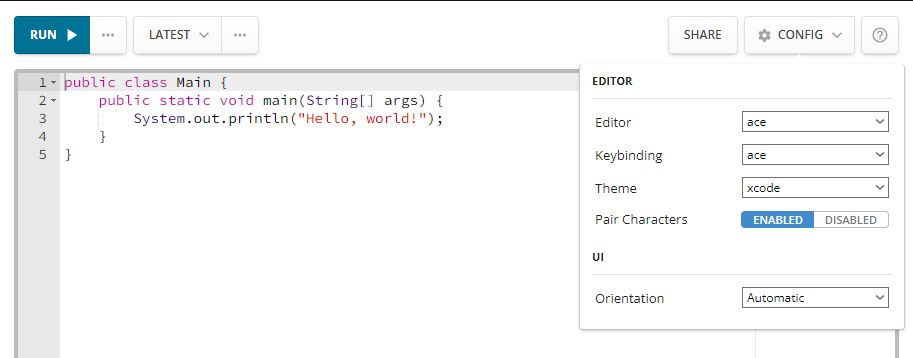 RUN
LATEST
SHARE
CONFIG
1 public class Main {
2 public static void main(String[] args) {
3 System.out.println("Hello, world!");
4 }
5 }
EDITOR
Editor ace
Keybinding ace
Theme xcode
Pair Characters ENABLED DISABLED
UI
Orientation Automatic